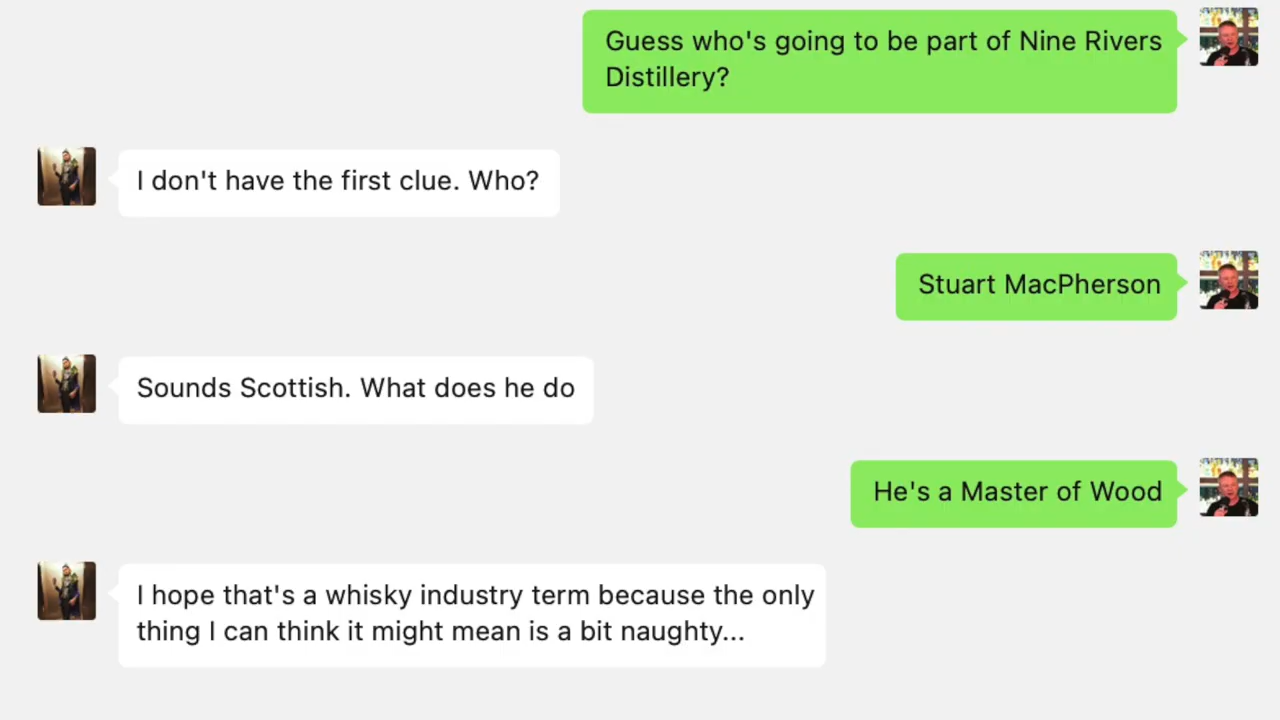 Guess who's going to be part of Nine Rivers
Distillery?
I don't have the first clue. Who?
Stuart MacPherson
Sounds Scottish. What does he do
He's a Master of Wood
I hope that's a whisky industry term because the only
thing I can think it might mean is a bit naughty...